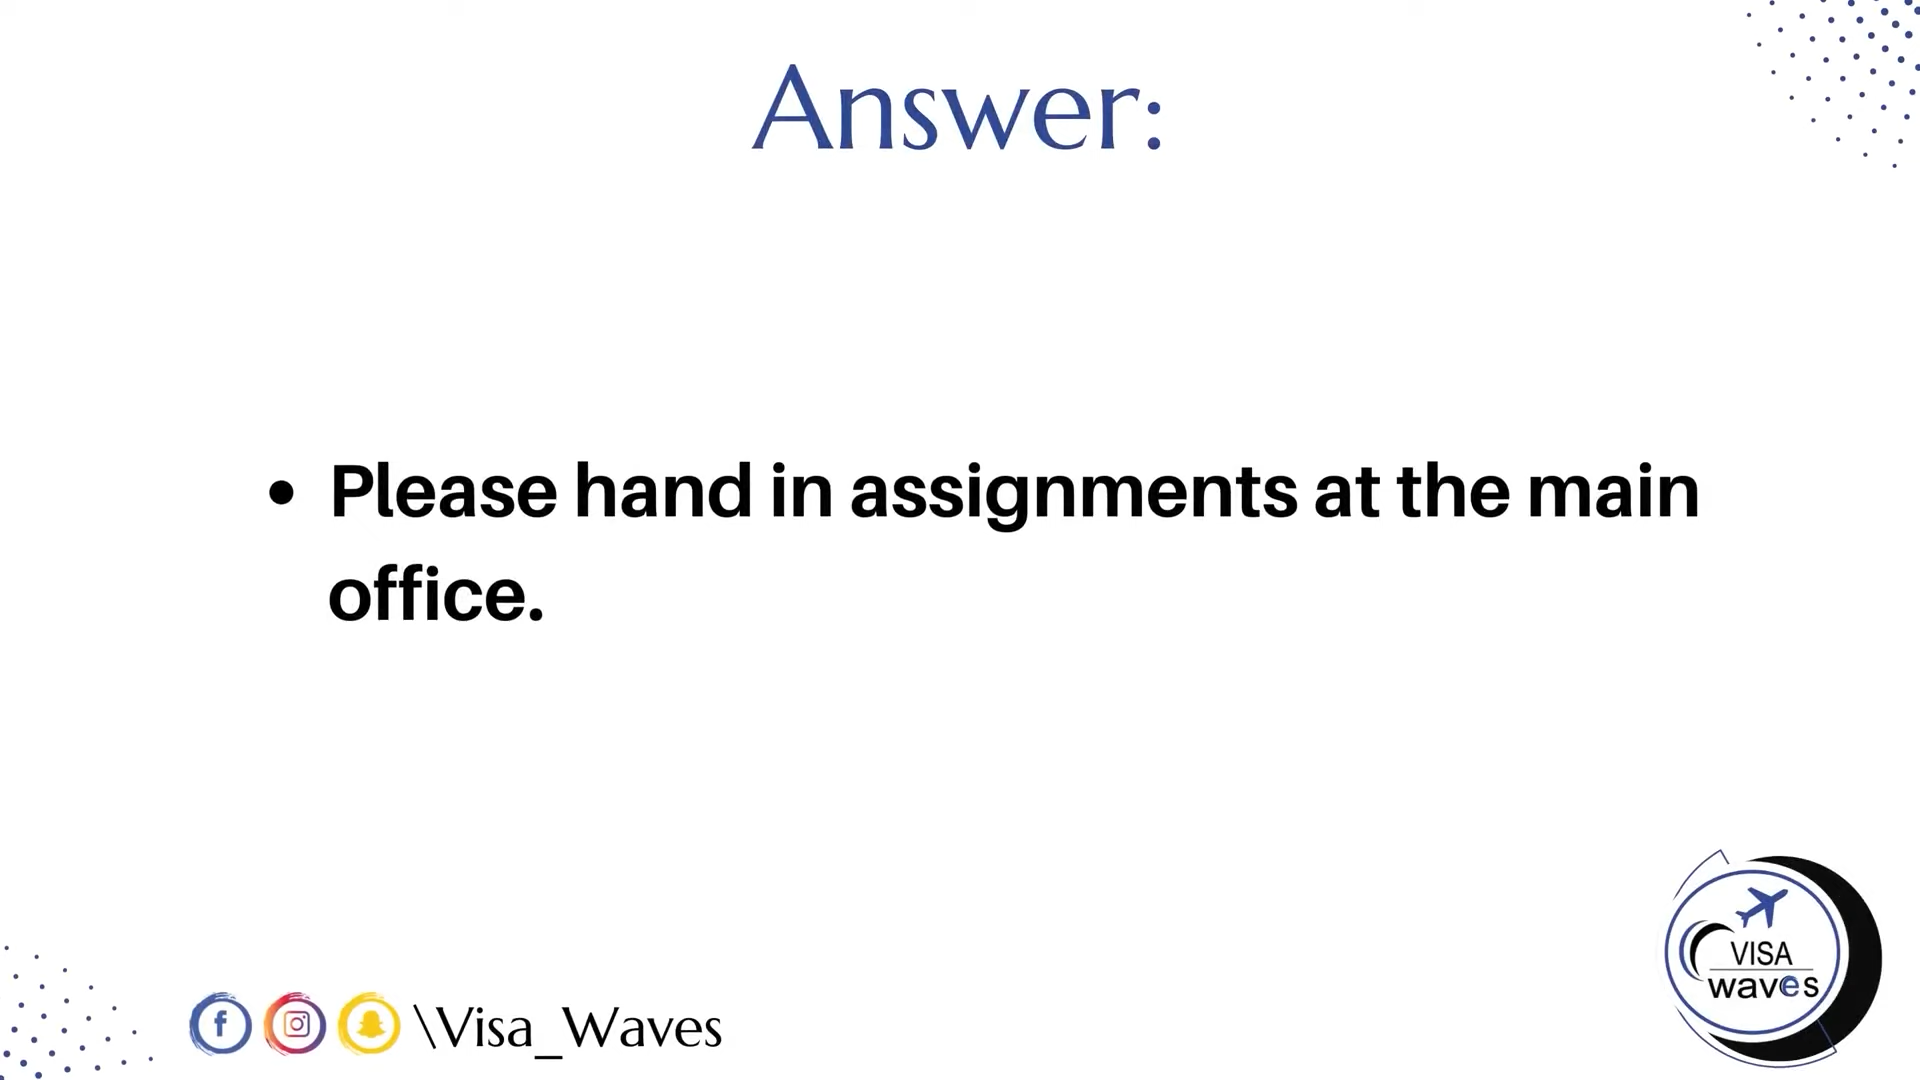 Answer:
• Please hand in assignments at the main
office.
\Visa_Waves
VISA
waves